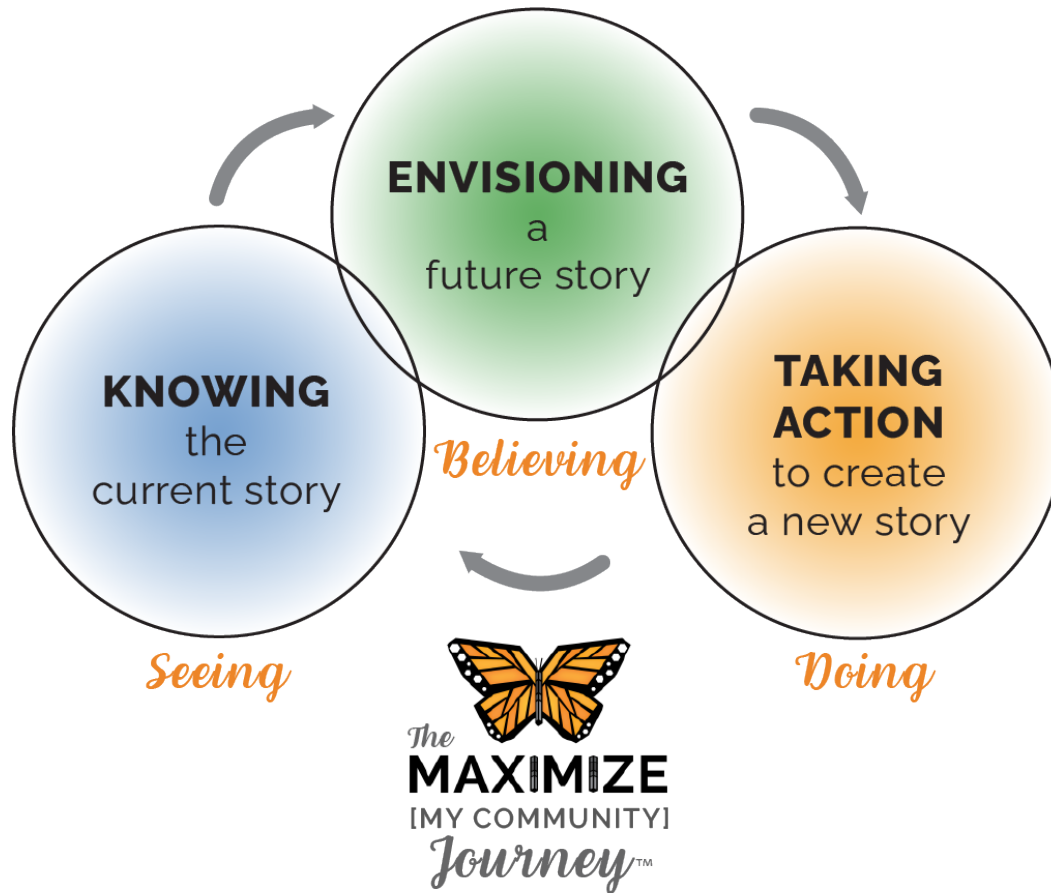 ENVISIONING
a
future story
KNOWING
the
current story
TAKING
ACTION
to create
a new story
Believing
Seeing
Doing
The
MAXIMIZE
[MY COMMUNITY]
Journey™